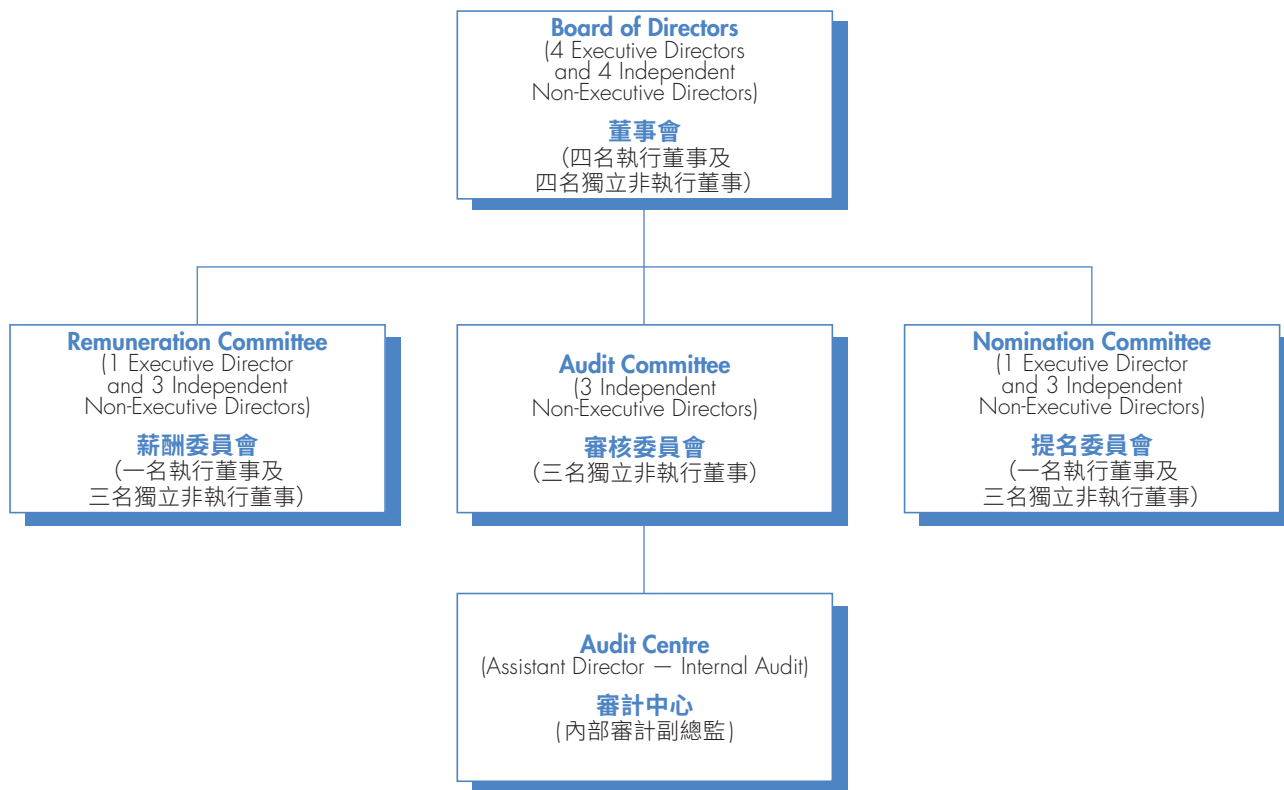 Board of Directors
(4 Executive Directors
and 4 Independent
Non-Executive Directors)
董事會
（四名執行董事及
四名獨立非執行董事）
Remuneration Committee
(1 Executive Director
and 3 Independent
Non-Executive Directors)
薪酬委員會
（一名執行董事及
三名獨立非執行董事）
Audit Committee
(3 Independent
Non-Executive Directors)
審核委員會
（三名獨立非執行董事）
Nomination Committee
(1 Executive Director
and 3 Independent
Non-Executive Directors)
提名委員會
（一名執行董事及
三名獨立非執行董事）
Audit Centre
(Assistant Director — Internal Audit)
審計中心
(內部審計副總監)